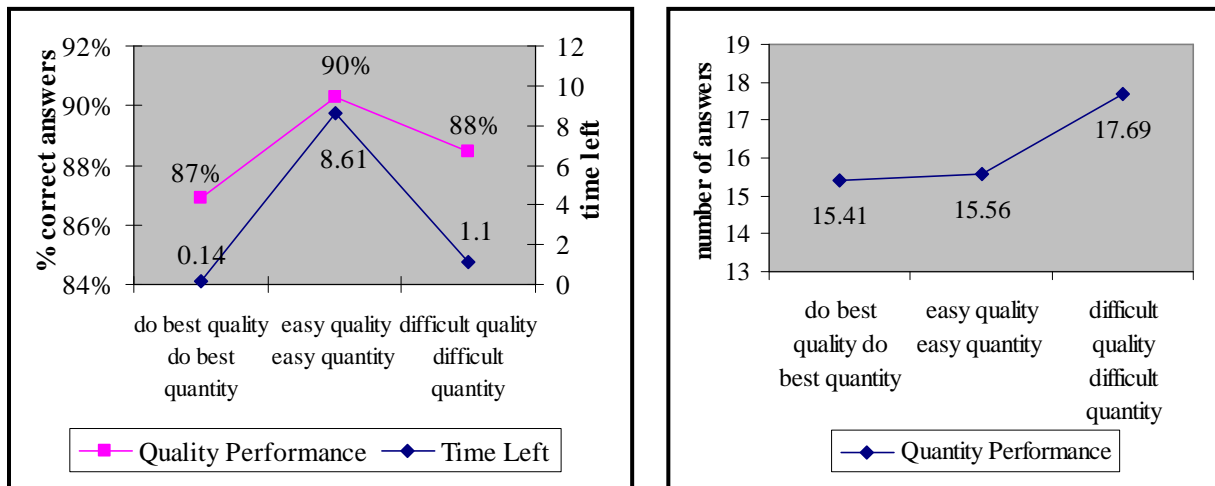 92%
90%
88%
86%
84%
% correct answers
12
10
8
6
4
2
0
time left
87%
90%
88%
0.14
8.61
1.1
do best quality
do best
quantity
easy quality
easy quantity
difficult quality
difficult
quantity
Quality Performance
Time Left
19
18
17
16
15
14
13
number of answers
15.41
15.56
17.69
do best
quality do
best quantity
easy quality
easy quantity
difficult
quality
difficult
quantity
Quantity Performance